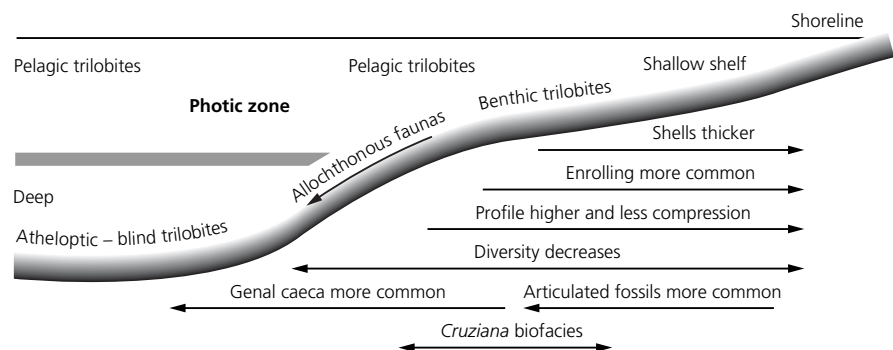 Shoreline
Pelagic trilobites
Pelagic trilobites
Shallow shelf
Photic zone
Benthic trilobites
Allochthonous faunas
Shells thicker
Enrolling more common
Deep
Profile higher and less compression
Atheloptic – blind trilobites
Diversity decreases
Genal caeca more common
Articulated fossils more common
Cruziana biofacies